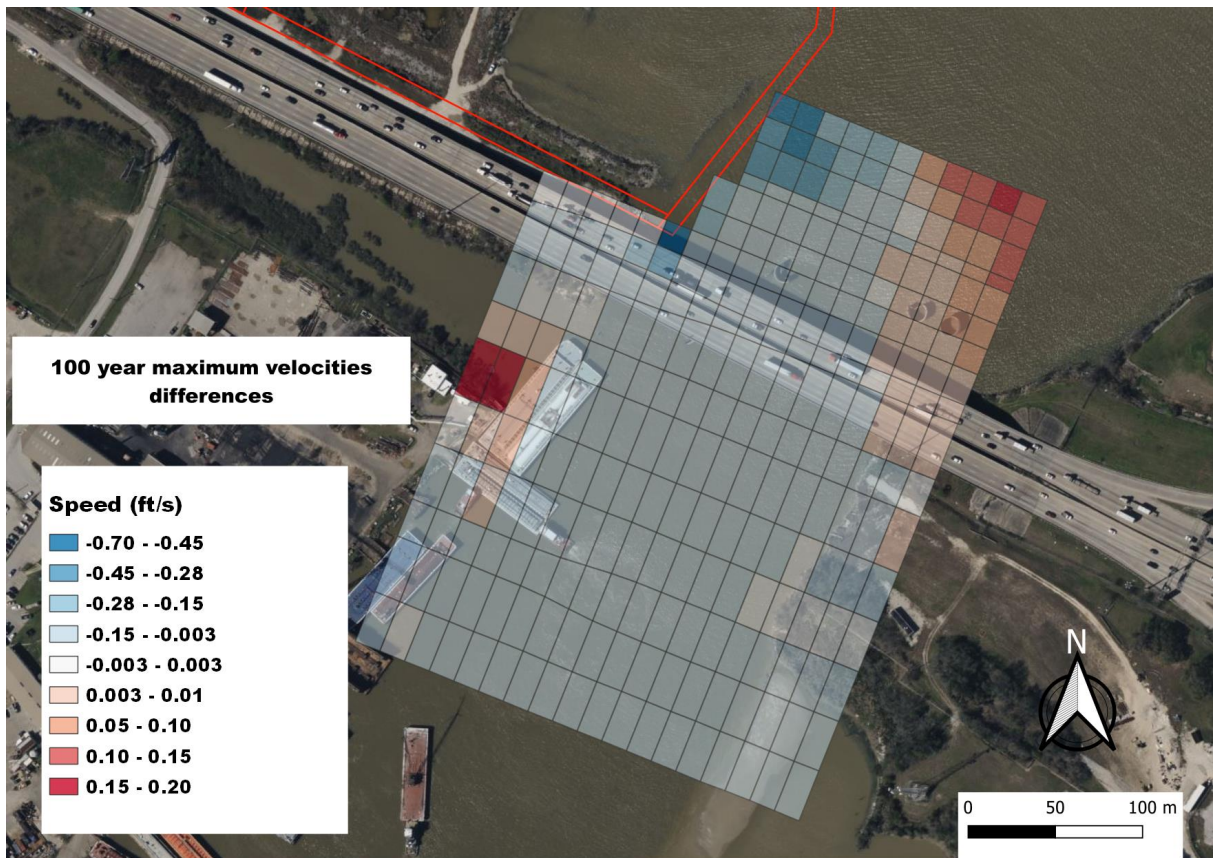 100 year maximum velocities
differences
Speed (ft/s)
-0.70 - -0.45
-0.45 - -0.28
-0.28 - -0.15
-0.15 - -0.003
-0.003 - 0.003
0.003 - 0.01
0.05 - 0.10
0.10 - 0.15
0.15 - 0.20
N
0 50 100 m